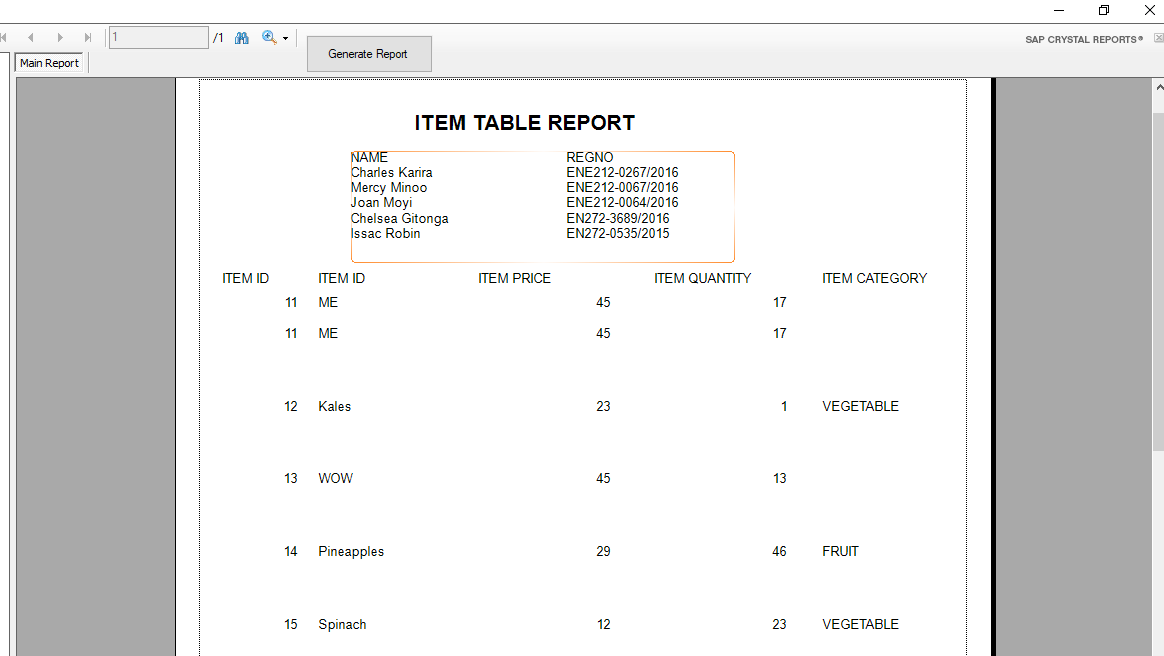 1 /1
Generate Report
SAP CRYSTAL REPORTS®
Main Report
ITEM TABLE REPORT
NAME REGNO
Charles Karira ENE212-0267/2016
Mercy Minoo ENE212-0067/2016
Joan Moyi ENE212-0064/2016
Chelsea Gitonga EN272-3689/2016
Issac Robin EN272-0535/2015
ITEM ID ITEM ID ITEM PRICE ITEM QUANTITY ITEM CATEGORY
11 ME 45 17
11 ME 45 17
12 Kales 23 1 VEGETABLE
13 WOW 45 13
14 Pineapples 29 46 FRUIT
15 Spinach 12 23 VEGETABLE